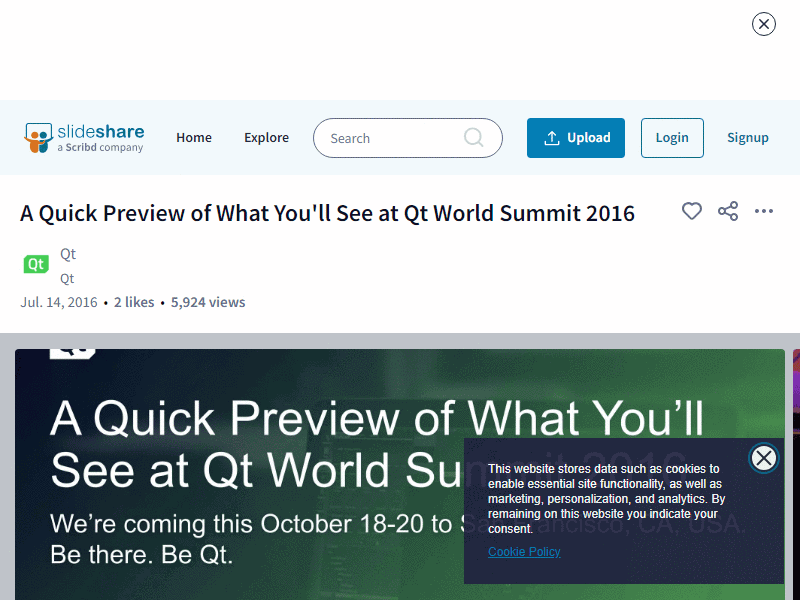 slideshare
a Scribd company
Home
Explore
Search
Upload
Login
Signup
A Quick Preview of What You'll See at Qt World Summit 2016
Qt
Qt
Qt
Jul. 14, 2016 • 2 likes • 5,924 views
A Quick Preview of What You’ll
See at Qt World Summit 2016
We’re coming this October 18-20 to San Francisco, CA, USA.
Be there. Be Qt.
This website stores data such as cookies to
enable essential site functionality, as well as
marketing, personalization, and analytics. By
remaining on this website you indicate your
consent.
Cookie Policy